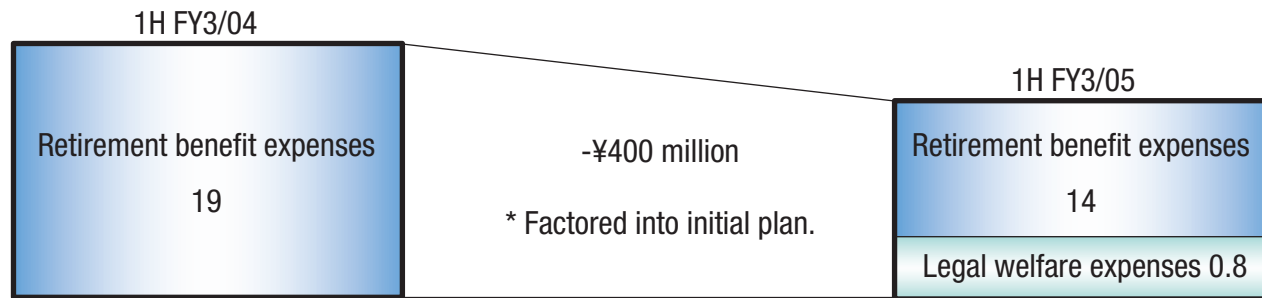 1H FY3/04
Retirement benefit expenses
19
-¥400 million
* Factored into initial plan.
1H FY3/05
Retirement benefit expenses
14
Legal welfare expenses 0.8